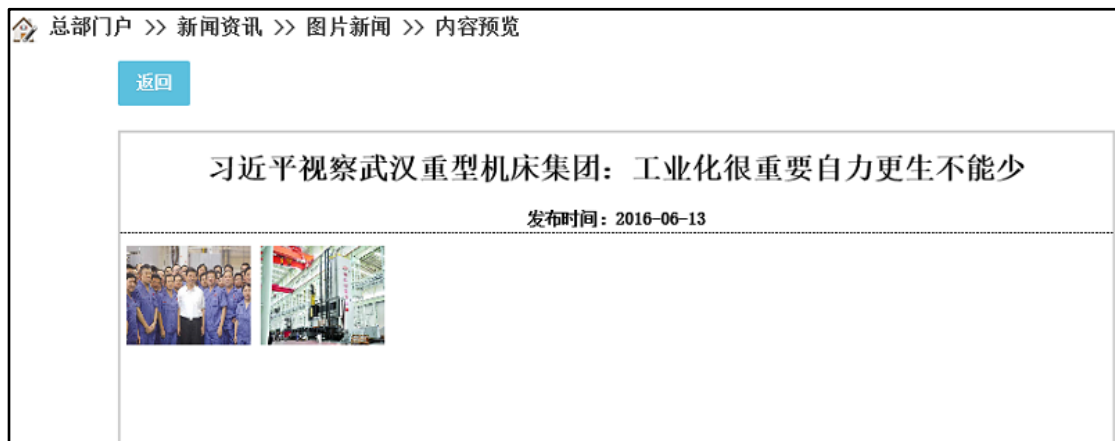 总部门户 >> 新闻资讯 >> 图片新闻 >> 内容预览
返回
习近平视察武汉重型机床集团：工业化很重要自力更生不能少
发布时间：2016-06-13